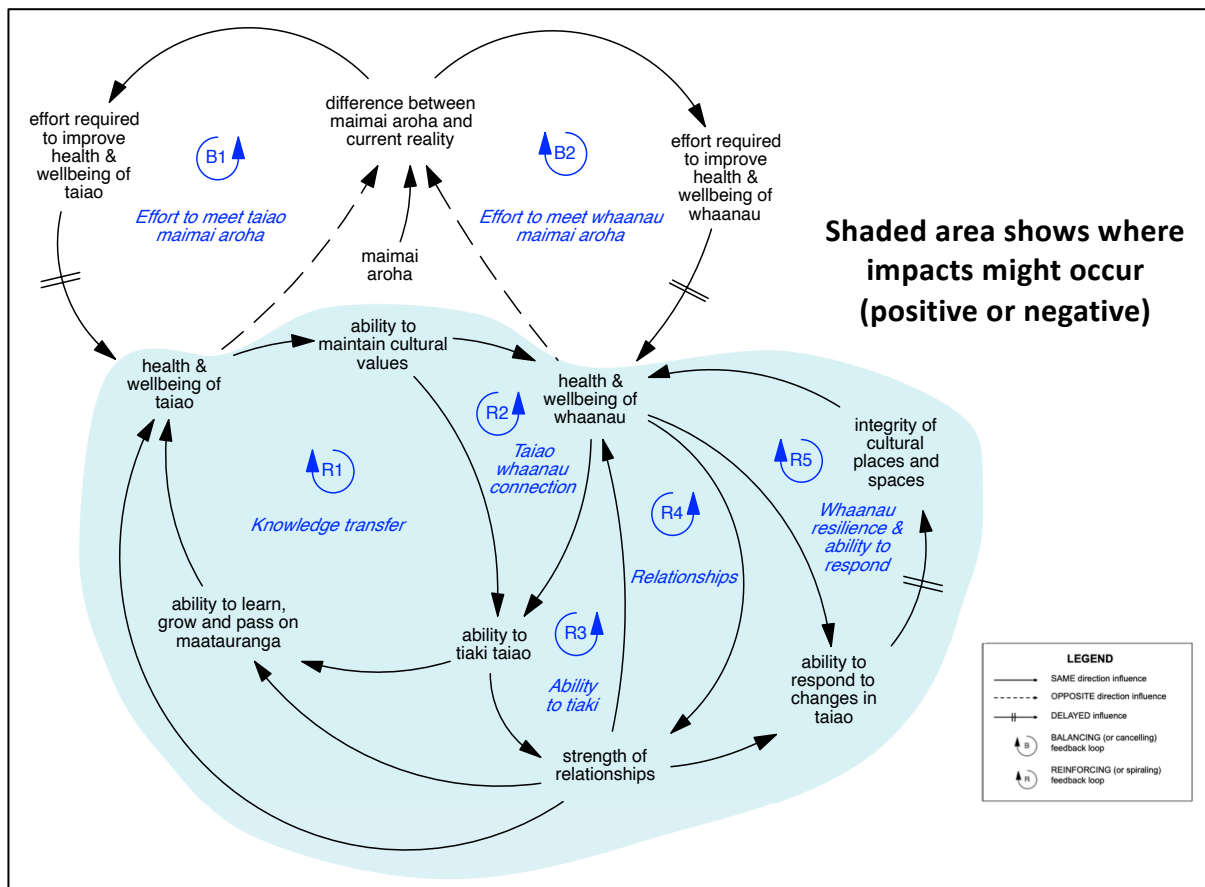 difference between
maimai aroha and
current reality
effort required
to improve
health &
wellbeing of
taiao
B1
Effort to meet taiao
maimai aroha
B2
Effort to meet whaanau
maimai aroha
effort required
to improve
health &
wellbeing of
whaanau
maimai
aroha
Shaded area shows where
impacts might occur
(positive or negative)
health &
wellbeing of
taiao
ability to
maintain cultural
values
health &
wellbeing of
whaanau
R2
Taiao
whaanau
connection
integrity of
cultural
places and
spaces
R5
Whaanau
resilience &
ability to
respond
R1
Knowledge transfer
R4
Relationships
ability to learn,
grow and pass on
maatauranga
ability to
tiaki taiao
R3
Ability
to tiaki
ability to
respond to
changes in
taiao
strength of
relationships
LEGEND
SAME direction influence
OPPOSITE direction influence
DELAYED influence
B
BALANCING (or cancelling)
feedback loop
R
REINFORCING (or spiraling)
feedback loop